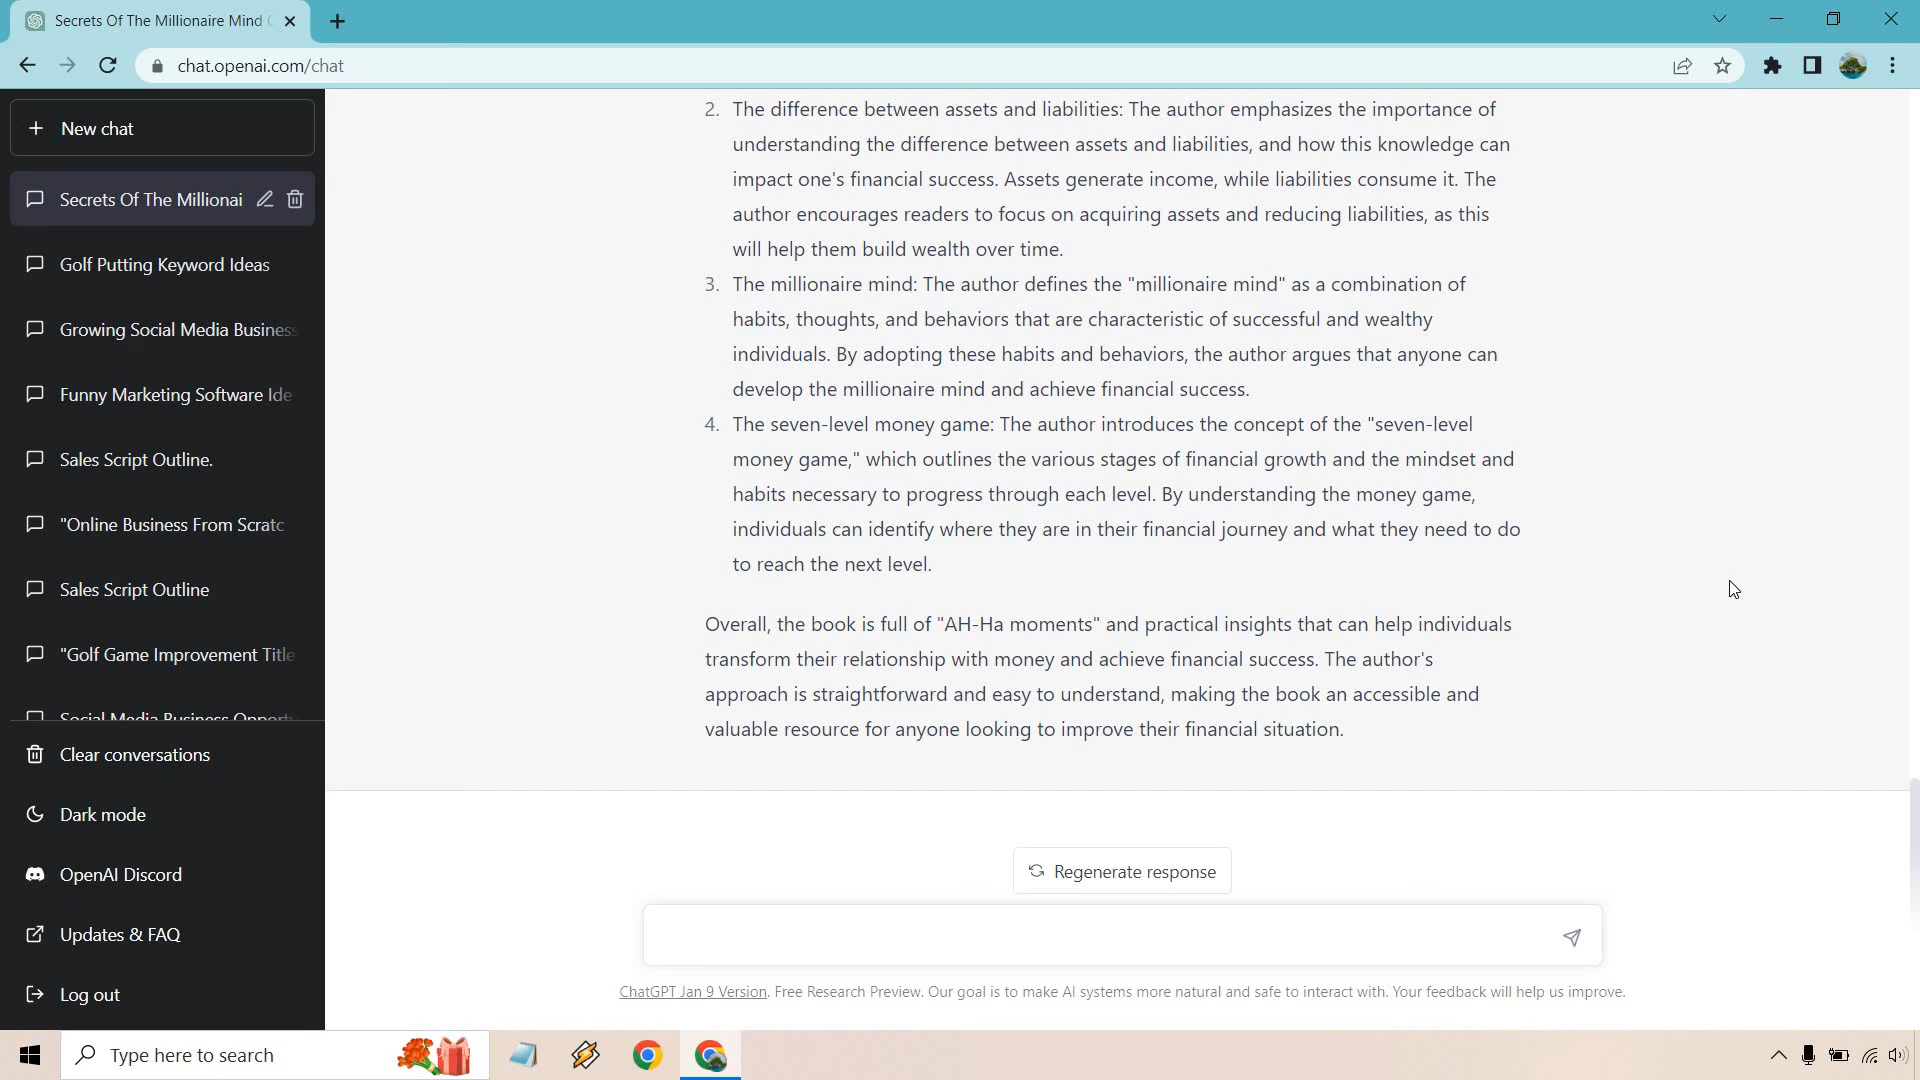 Secrets Of The Millionaire Mind
chat.openai.com/chat
New chat
Secrets Of The Millionai
Golf Putting Keyword Ideas
Growing Social Media Business
Funny Marketing Software Ide
Sales Script Outline.
"Online Business From Scratc
Sales Script Outline
"Golf Game Improvement Title
Social Media Business Opportu
Clear conversations
Dark mode
OpenAI Discord
Updates & FAQ
Log out
2. The difference between assets and liabilities: The author emphasizes the importance of
understanding the difference between assets and liabilities, and how this knowledge can
impact one's financial success. Assets generate income, while liabilities consume it. The
author encourages readers to focus on acquiring assets and reducing liabilities, as this
will help them build wealth over time.
3. The millionaire mind: The author defines the "millionaire mind" as a combination of
habits, thoughts, and behaviors that are characteristic of successful and wealthy
individuals. By adopting these habits and behaviors, the author argues that anyone can
develop the millionaire mind and achieve financial success.
4. The seven-level money game: The author introduces the concept of the "seven-level
money game," which outlines the various stages of financial growth and the mindset and
habits necessary to progress through each level. By understanding the money game,
individuals can identify where they are in their financial journey and what they need to do
to reach the next level.
Overall, the book is full of "AH-Ha moments" and practical insights that can help individuals
transform their relationship with money and achieve financial success. The author's
approach is straightforward and easy to understand, making the book an accessible and
valuable resource for anyone looking to improve their financial situation.
Regenerate response
ChatGPT Jan 9 Version. Free Research Preview. Our goal is to make AI systems more natural and safe to interact with. Your feedback will help us improve.
Type here to search